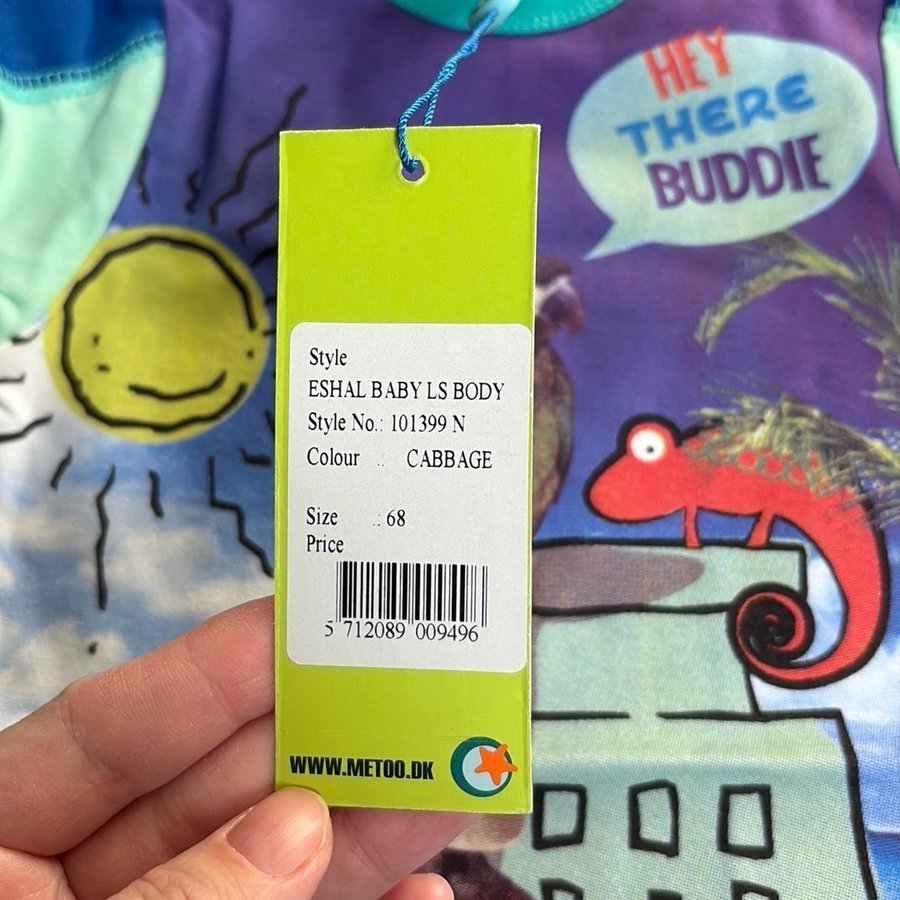 HEY
THERE
BUDDIE
Style
ESHAL BABY LS BODY
Style No.: 101399 N
Colour .. CABBAGE
Size .: 68
Price
5 712089 009496
WWW.METOO.DK